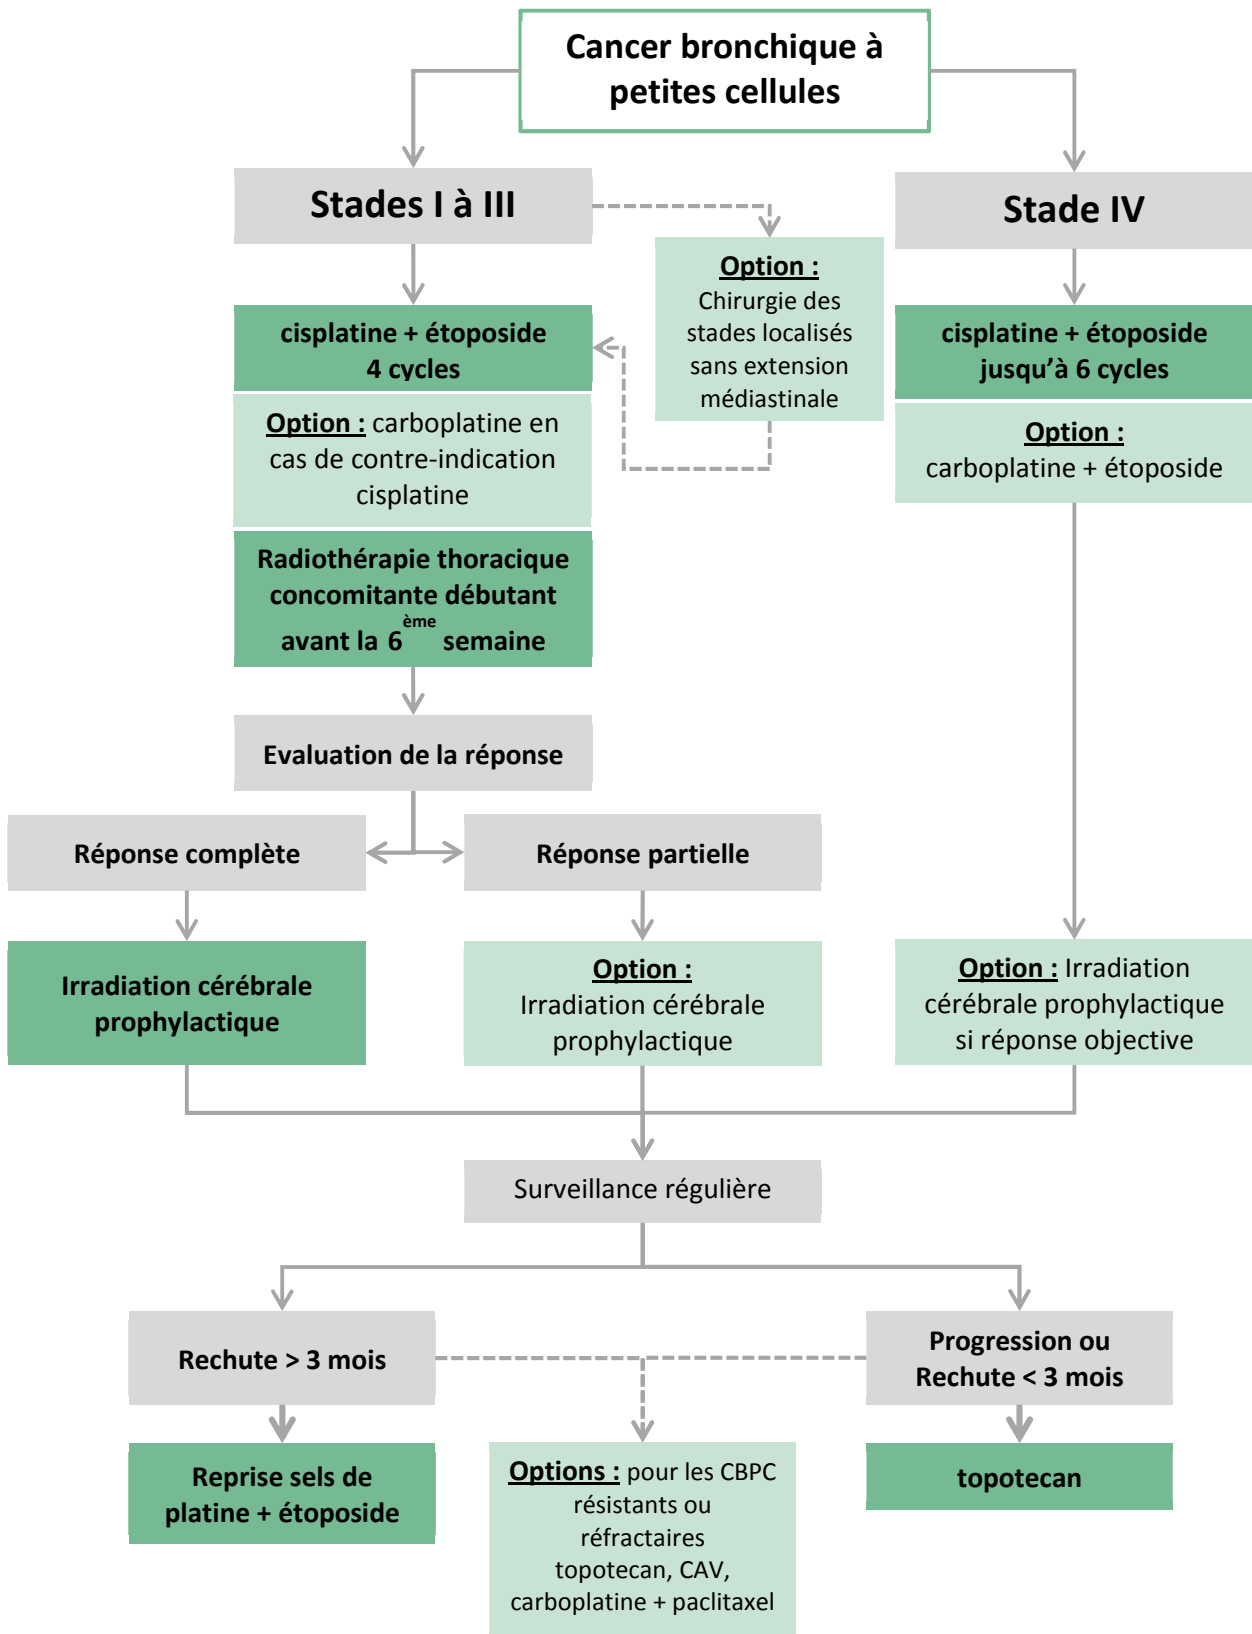 Cancer bronchique à
petites cellules
Stades I à III
Stade IV
Option :
Chirurgie des
stades localisés
sans extension
médiastinale
cisplatine + étoposide
4 cycles
cisplatine + étoposide
jusqu’à 6 cycles
Option : carboplatine en
cas de contre-indication
cisplatine
Option :
carboplatine + étoposide
Radiothérapie thoracique
concomitante débutant
avant la 6ème semaine
Evaluation de la réponse
Réponse complète
Réponse partielle
Irradiation cérébrale
prophylactique
Option :
Irradiation cérébrale
prophylactique
Option : Irradiation
cérébrale prophylactique
si réponse objective
Surveillance régulière
Rechute > 3 mois
Progression ou
Rechute < 3 mois
Reprise sels de
platine + étoposide
Options : pour les CBPC
résistants ou
réfractaires
topotecan, CAV,
carboplatine + paclitaxel
topotecan